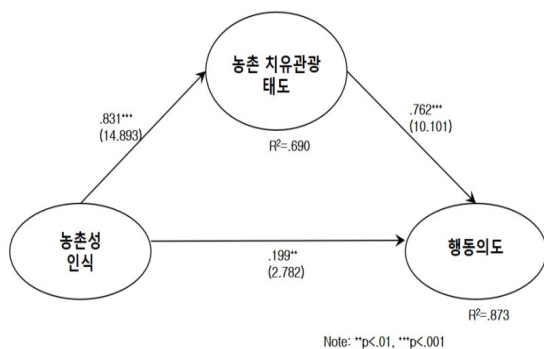 농촌 치유관광
태도
.831***
(14.893)
.762***
(10.101)
R²=.690
농촌성
인식
.199**
(2.782)
행동의도
R²=.873
Note: **p<.01, ***p<.001